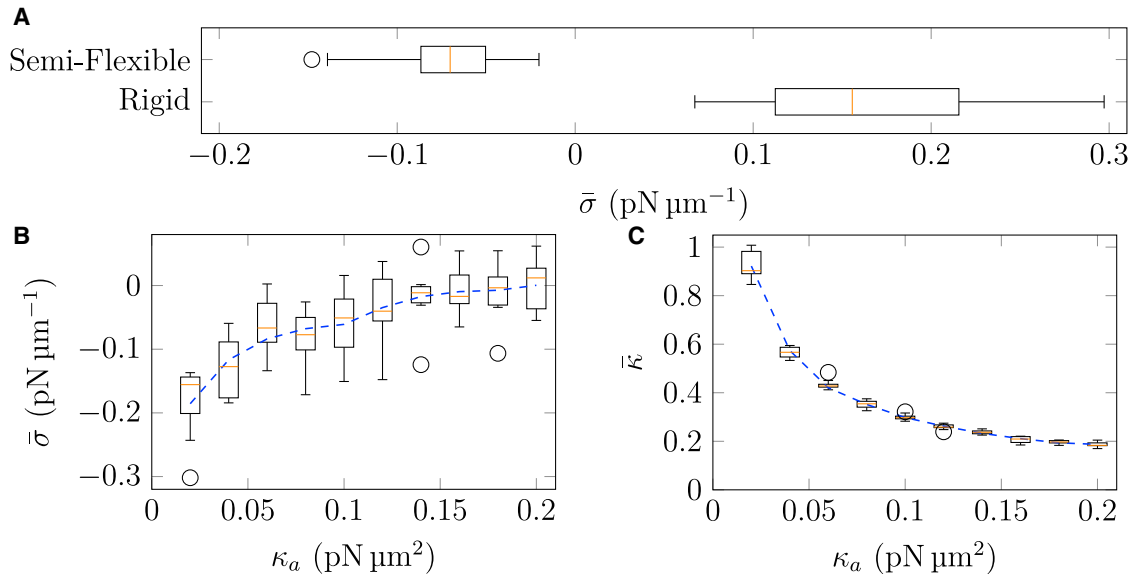 A
Semi-Flexible
Rigid
−0.2 −0.1 0 0.1 0.2 0.3
σ̄ (pN µm⁻¹)
B
0
−0.1
−0.2
−0.3
0 0.05 0.1 0.15 0.2
σ̄ (pN µm⁻¹)
κₐ (pN µm²)
C
1
0.8
0.6
0.4
0.2
0
0 0.05 0.1 0.15 0.2
κ̄
κₐ (pN µm²)